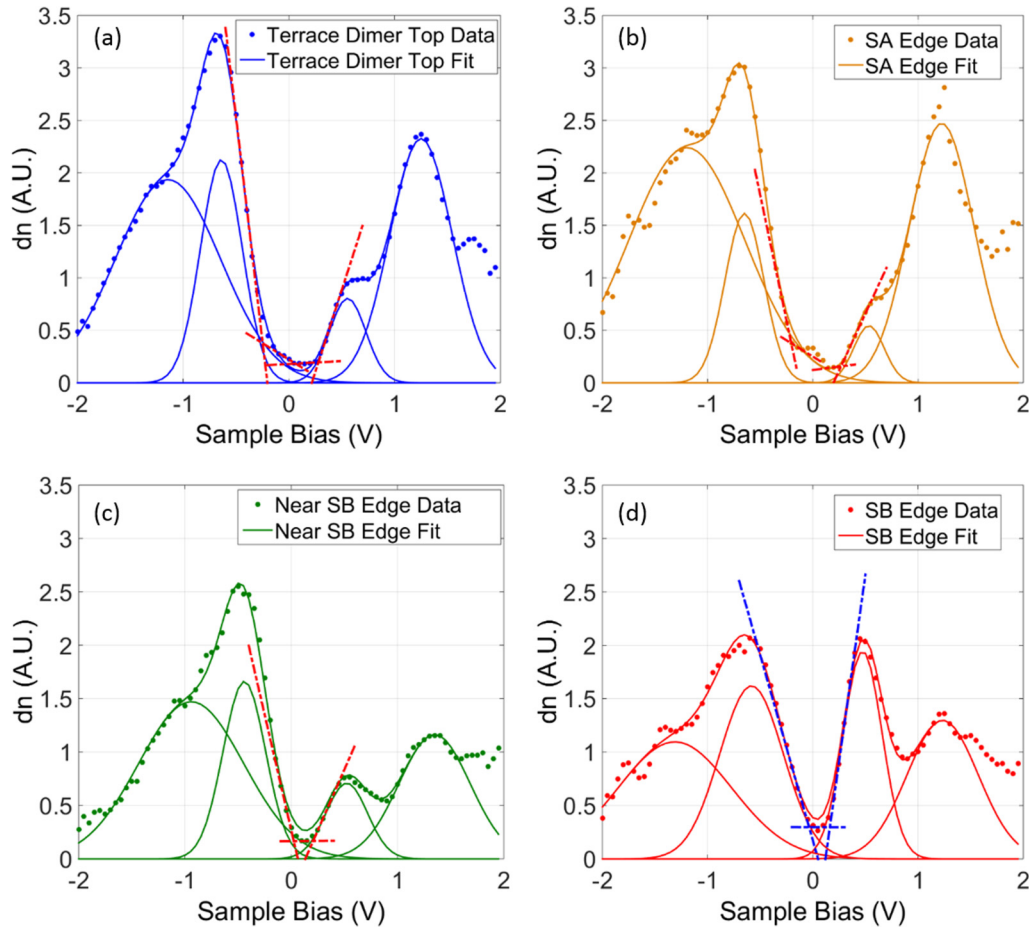 (a)
Terrace Dimer Top Data
Terrace Dimer Top Fit
dn (A.U.)
3.5
3
2.5
2
1.5
1
0.5
0
-2 -1 0 1 2
Sample Bias (V)
(b)
SA Edge Data
SA Edge Fit
dn (A.U.)
3.5
3
2.5
2
1.5
1
0.5
0
-2 -1 0 1 2
Sample Bias (V)
(c)
Near SB Edge Data
Near SB Edge Fit
dn (A.U.)
3.5
3
2.5
2
1.5
1
0.5
0
-2 -1 0 1 2
Sample Bias (V)
(d)
SB Edge Data
SB Edge Fit
dn (A.U.)
3.5
3
2.5
2
1.5
1
0.5
0
-2 -1 0 1 2
Sample Bias (V)